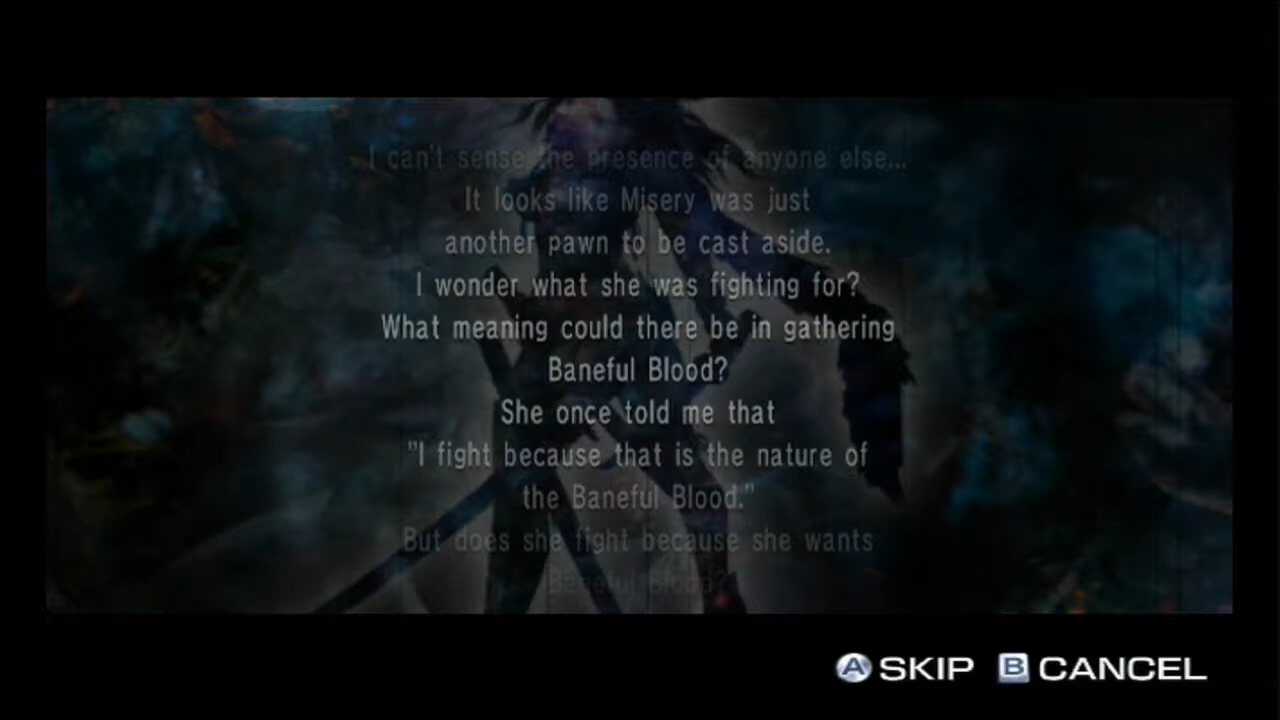 I can't sense the presence of anyone else...
It looks like Misery was just
another pawn to be cast aside.
I wonder what she was fighting for?
What meaning could there be in gathering
Baneful Blood?
She once told me that
"I fight because that is the nature of
the Baneful Blood."
But does she fight because she wants
Baneful Blood?
A SKIP B CANCEL